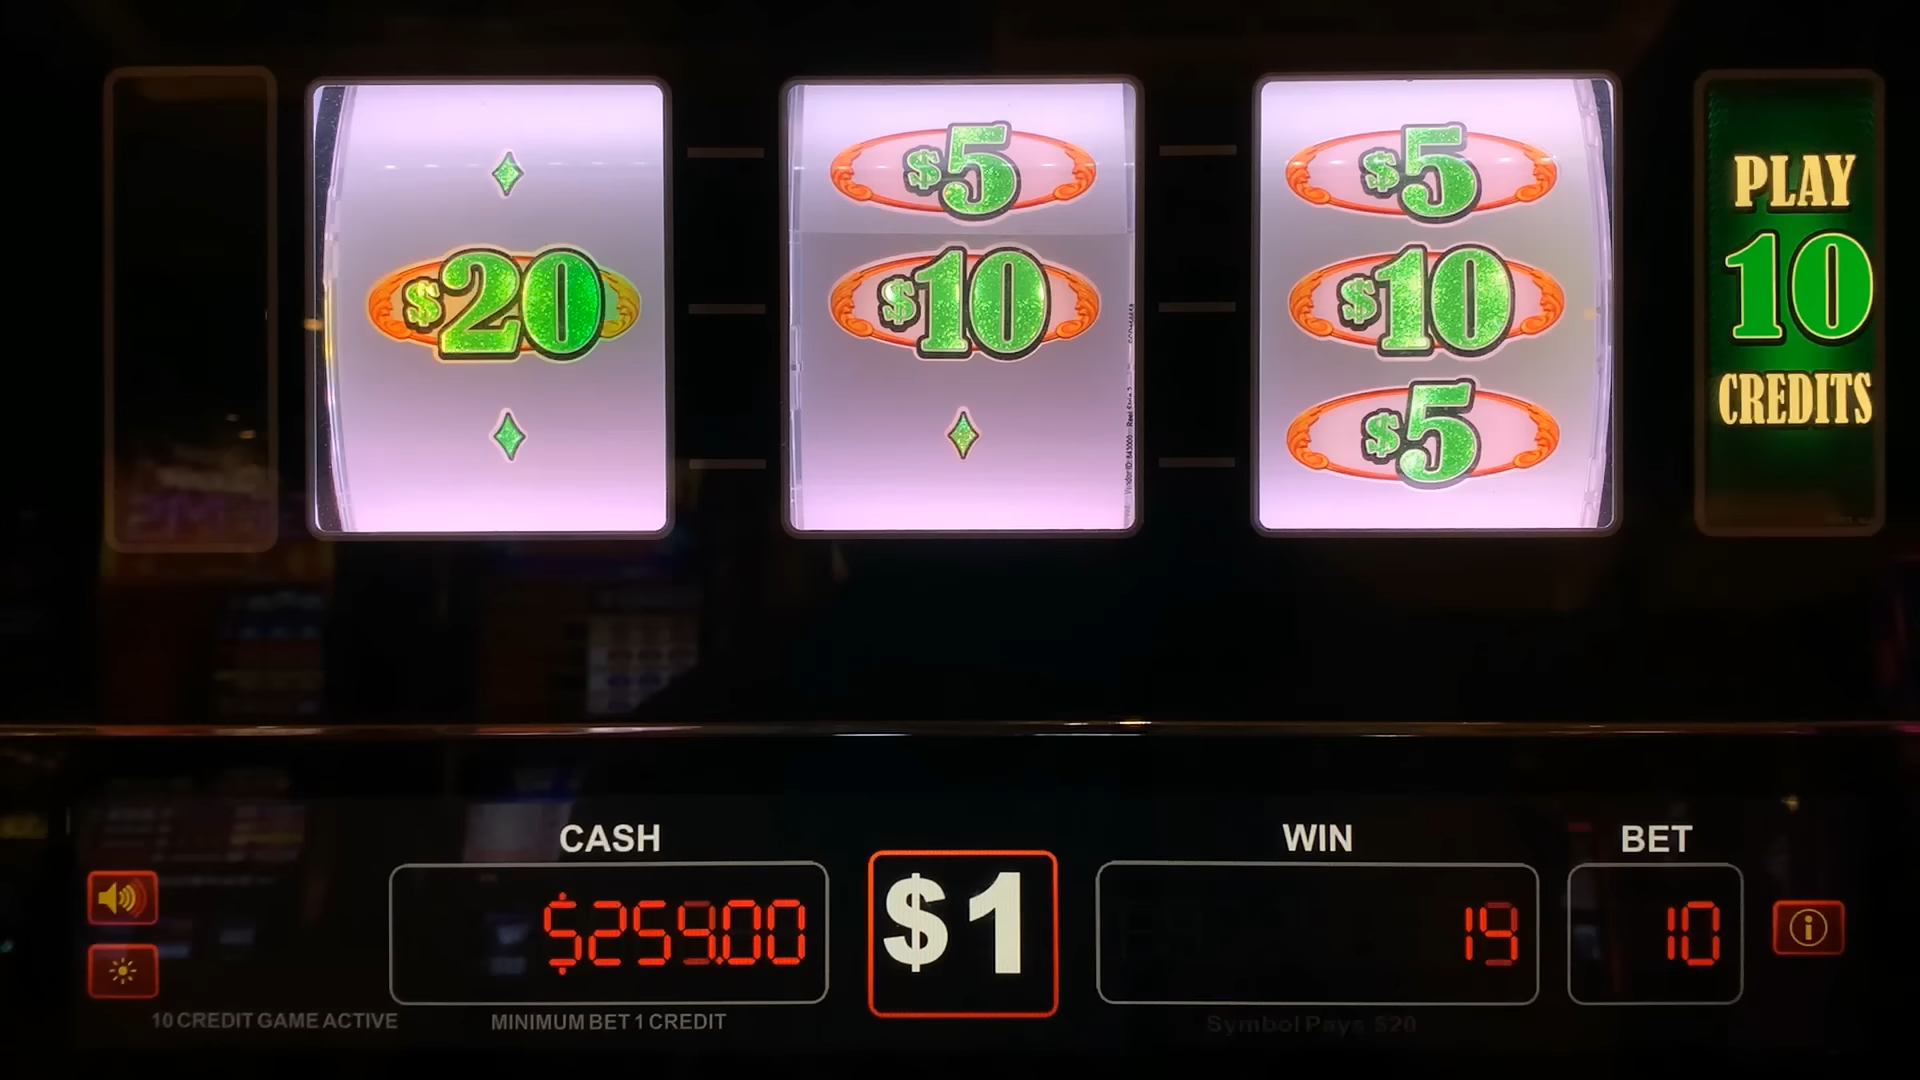 $20
$5
$10
$5
$10
$5
PLAY
10
CREDITS
CASH
$259.00
$1
WIN
19
BET
10
10 CREDIT GAME ACTIVE
MINIMUM BET 1 CREDIT
Symbol Pays $20